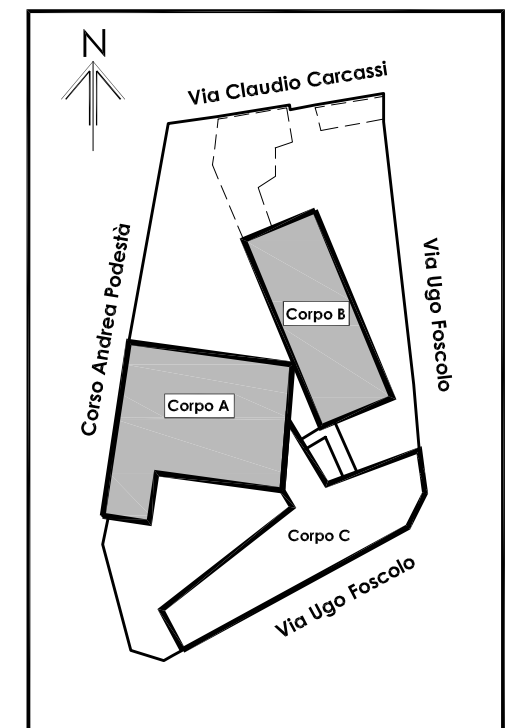 N
Via Claudio Carcassi
Corso Andrea Podestà
Via Ugo Foscolo
Corpo B
Corpo A
Corpo C
Via Ugo Foscolo